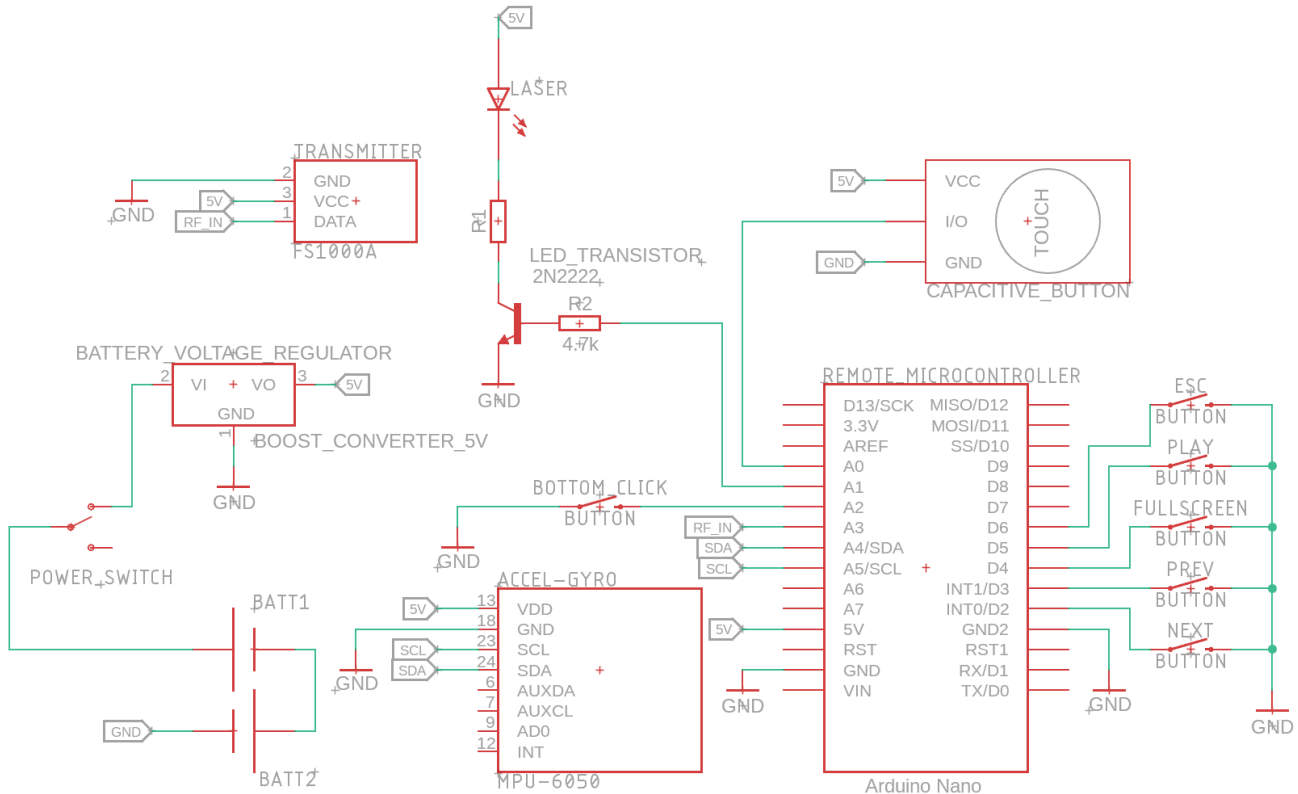 5V
LASER
TRANSMITTER
2 GND
3 VCC
1 DATA
5V
RF_IN
GND
FS1000A
R1
LED_TRANSISTOR
2N2222
R2
4.7k
GND
5V
GND
VCC
I/O
GND
TOUCH
CAPACITIVE_BUTTON
BATTERY_VOLTAGE_REGULATOR
2 VI VO 3
GND
1
5V
BOOST_CONVERTER_5V
GND
POWER_SWITCH
BATT1
BATT2
GND
BOTTOM_CLICK
BUTTON
GND
ACCEL-GYRO
13 VDD
18 GND
23 SCL
24 SDA
6 AUXDA
7 AUXCL
9 AD0
12 INT
5V
SCL
SDA
GND
MPU-6050
REMOTE_MICROCONTROLLER
D13/SCK MISO/D12
3.3V MOSI/D11
AREF SS/D10
A0 D9
A1 D8
A2 D7
A3 D6
A4/SDA D5
A5/SCL D4
A6 INT1/D3
A7 INT0/D2
5V GND2
RST RST1
GND RX/D1
VIN TX/D0
RF_IN
SDA
SCL
5V
GND
GND
Arduino Nano
ESC
BUTTON
PLAY
BUTTON
FULLSCREEN
BUTTON
PREV
BUTTON
NEXT
BUTTON
GND